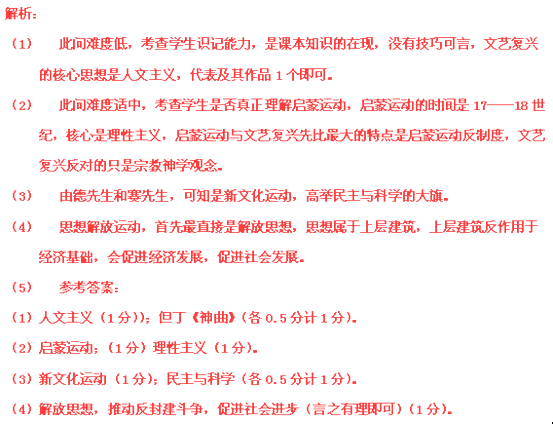 解析：
（1） 此问难度低，考查学生识记能力，是课本知识的在现，没有技巧可言，文艺复兴
的核心思想是人文主义，代表及其作品 1 个即可。
（2） 此问难度适中，考查学生是否真正理解启蒙运动，启蒙运动的时间是 17——18 世
纪，核心是理性主义，启蒙运动与文艺复兴先比最大的特点是启蒙运动反制度，文艺
复兴反对的只是宗教神学观念。
（3） 由德先生和赛先生，可知是新文化运动，高举民主与科学的大旗。
（4） 思想解放运动，首先最直接是解放思想，思想属于上层建筑，上层建筑反作用于
经济基础，会促进经济发展，促进社会发展。
（5） 参考答案：
（1）人文主义（1 分））；但丁《神曲》（各 0.5 分计 1 分）。
（2）启蒙运动；（1 分）理性主义（1 分）。
（3）新文化运动（1 分）；民主与科学（各 0.5 分计 1 分）。
（4）解放思想，推动反封建斗争，促进社会进步（言之有理即可）（1 分）。